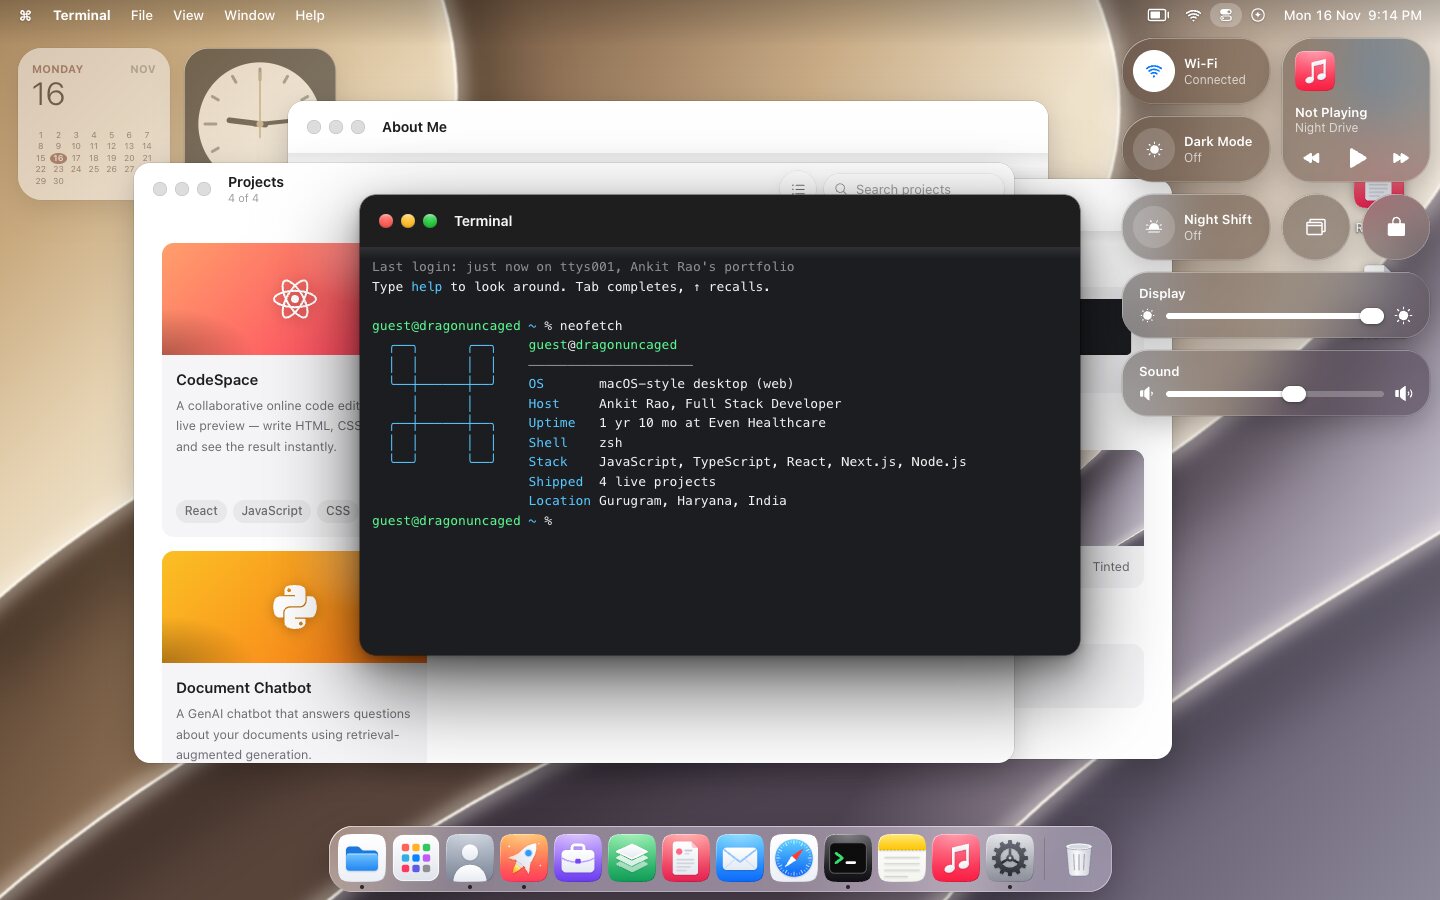 Terminal File View Window Help
Mon 16 Nov 9:14 PM
MONDAY NOV
16
1 2 3 4 5 6 7
8 9 10 11 12 13 14
15 16 17 18 19 20 21
22 23 24 25 26 27
29 30
About Me
Projects
4 of 4
Search projects
CodeSpace
A collaborative online code edit
live preview — write HTML, CSS
and see the result instantly.
React JavaScript CSS
Document Chatbot
A GenAI chatbot that answers questions
about your documents using retrieval-
augmented generation.
Terminal
Last login: just now on ttys001, Ankit Rao's portfolio
Type help to look around. Tab completes, ↑ recalls.
guest@dragonuncaged ~ % neofetch
guest@dragonuncaged
OS macOS-style desktop (web)
Host Ankit Rao, Full Stack Developer
Uptime 1 yr 10 mo at Even Healthcare
Shell zsh
Stack JavaScript, TypeScript, React, Next.js, Node.js
Shipped 4 live projects
Location Gurugram, Haryana, India
guest@dragonuncaged ~ %
Tinted
Wi-Fi
Connected
Dark Mode
Off
Night Shift
Off
Not Playing
Night Drive
Display
Sound